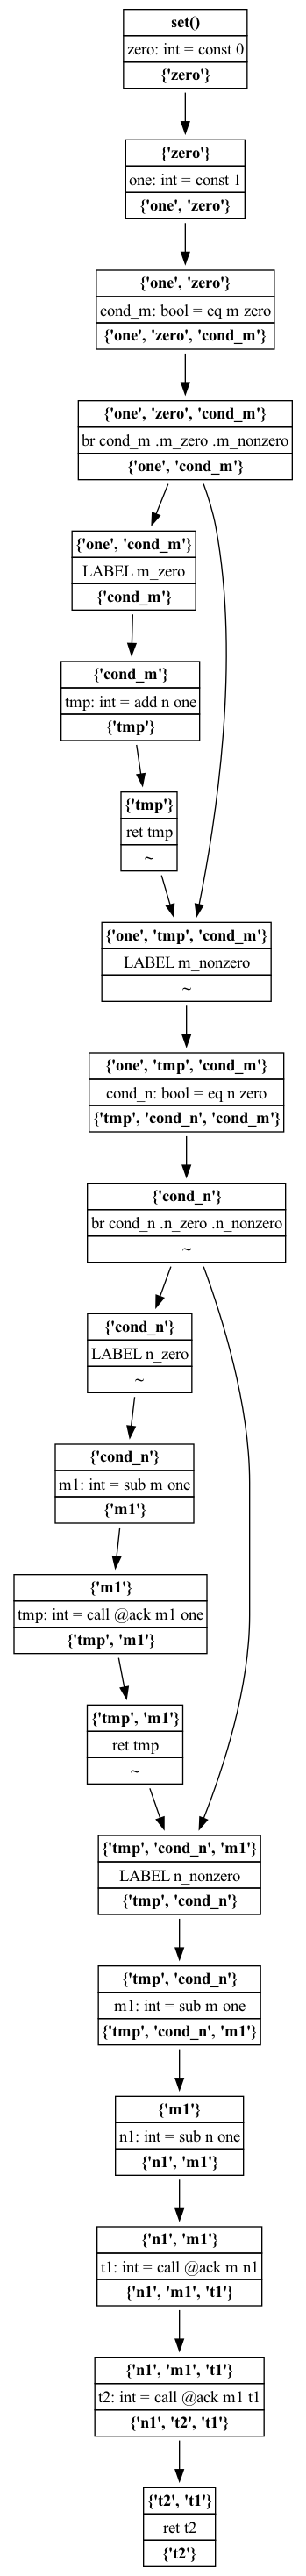 set()
zero: int = const 0
{'zero'}
{'zero'}
one: int = const 1
{'one', 'zero'}
{'one', 'zero'}
cond_m: bool = eq m zero
{'one', 'zero', 'cond_m'}
{'one', 'zero', 'cond_m'}
br cond_m .m_zero .m_nonzero
{'one', 'cond_m'}
{'one', 'cond_m'}
LABEL m_zero
{'cond_m'}
{'cond_m'}
tmp: int = add n one
{'tmp'}
{'tmp'}
ret tmp
~
{'one', 'tmp', 'cond_m'}
LABEL m_nonzero
~
{'one', 'tmp', 'cond_m'}
cond_n: bool = eq n zero
{'tmp', 'cond_n', 'cond_m'}
{'cond_n'}
br cond_n .n_zero .n_nonzero
~
{'cond_n'}
LABEL n_zero
~
{'cond_n'}
m1: int = sub m one
{'m1'}
{'m1'}
tmp: int = call @ack m1 one
{'tmp', 'm1'}
{'tmp', 'm1'}
ret tmp
~
{'tmp', 'cond_n', 'm1'}
LABEL n_nonzero
{'tmp', 'cond_n'}
{'tmp', 'cond_n'}
m1: int = sub m one
{'tmp', 'cond_n', 'm1'}
{'m1'}
n1: int = sub n one
{'n1', 'm1'}
{'n1', 'm1'}
t1: int = call @ack m n1
{'n1', 'm1', 't1'}
{'n1', 'm1', 't1'}
t2: int = call @ack m1 t1
{'n1', 't2', 't1'}
{'t2', 't1'}
ret t2
{'t2'}